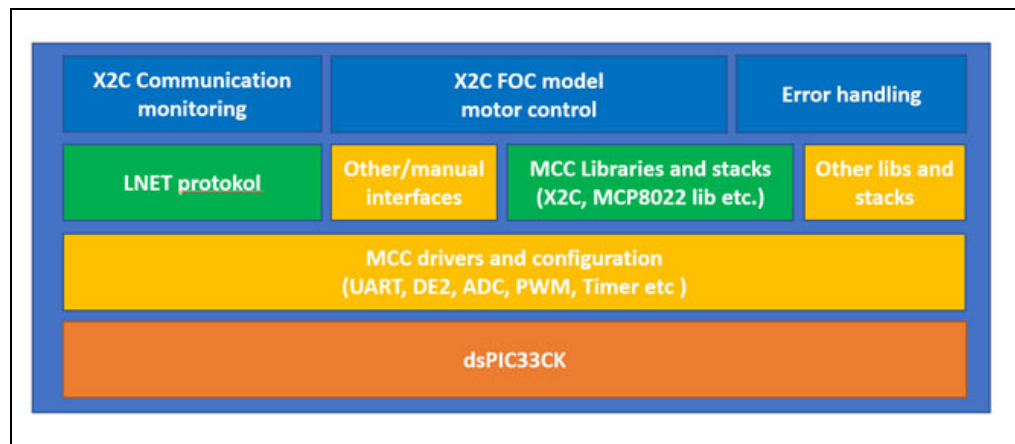 X2C Communication
monitoring
X2C FOC model
motor control
Error handling
LNET protokol
Other/manual
interfaces
MCC Libraries and stacks
(X2C, MCP8022 lib etc.)
Other libs and
stacks
MCC drivers and configuration
(UART, DE2, ADC, PWM, Timer etc )
dsPIC33CK